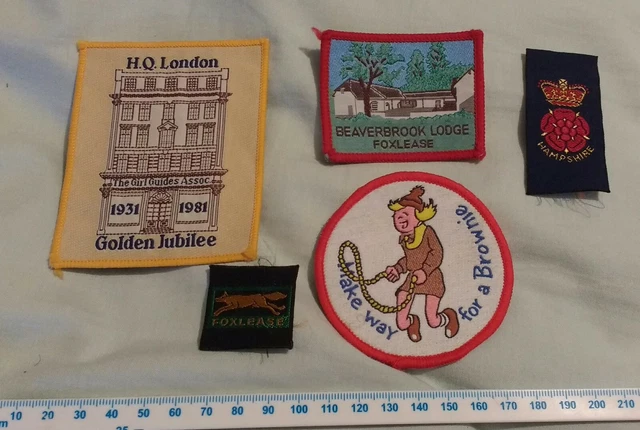 H.Q. London
The Girl Guides Assoc.
1931 1981
Golden Jubilee
BEAVERBROOK LODGE
FOXLEASE
HAMPSHIRE
FOXLEASE
Make way for a Brownie
10 20 30 40 50 60 70 80 90 100 110 120 130 140 150 160 170 180 190 200 210